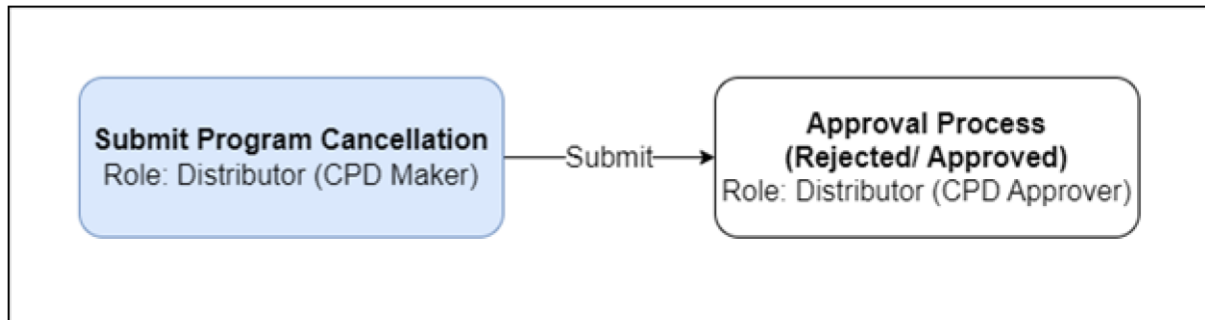 Submit Program Cancellation
Role: Distributor (CPD Maker)
Submit
Approval Process
(Rejected/ Approved)
Role: Distributor (CPD Approver)